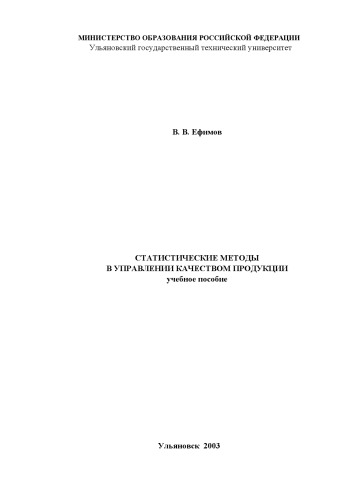 МИНИСТЕРСТВО ОБРАЗОВАНИЯ РОССИЙСКОЙ ФЕДЕРАЦИИ
Ульяновский государственный технический университет
В. В. Ефимов
СТАТИСТИЧЕСКИЕ МЕТОДЫ
В УПРАВЛЕНИИ КАЧЕСТВОМ ПРОДУКЦИИ
учебное пособие
Ульяновск 2003